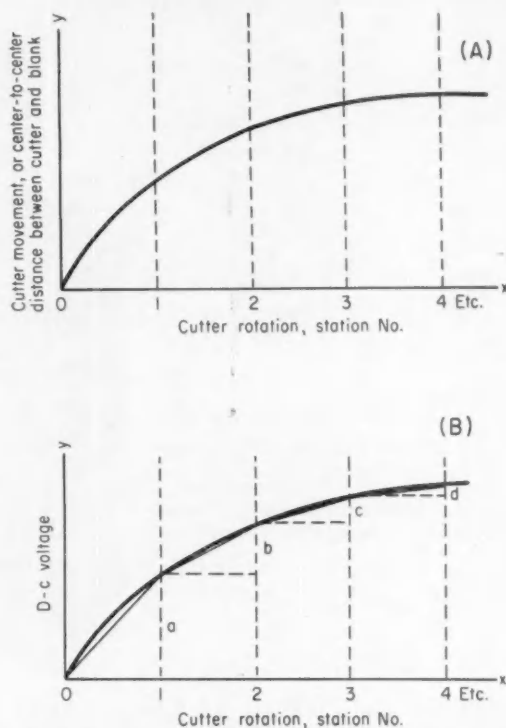 (A)
y
Cutter movement, or center-to-center
distance between cutter and blank
0 1 2 3 4 Etc. x
Cutter rotation, station No.
(B)
y
D-c voltage
a
b
c
d
0 1 2 3 4 Etc. x
Cutter rotation, station No.